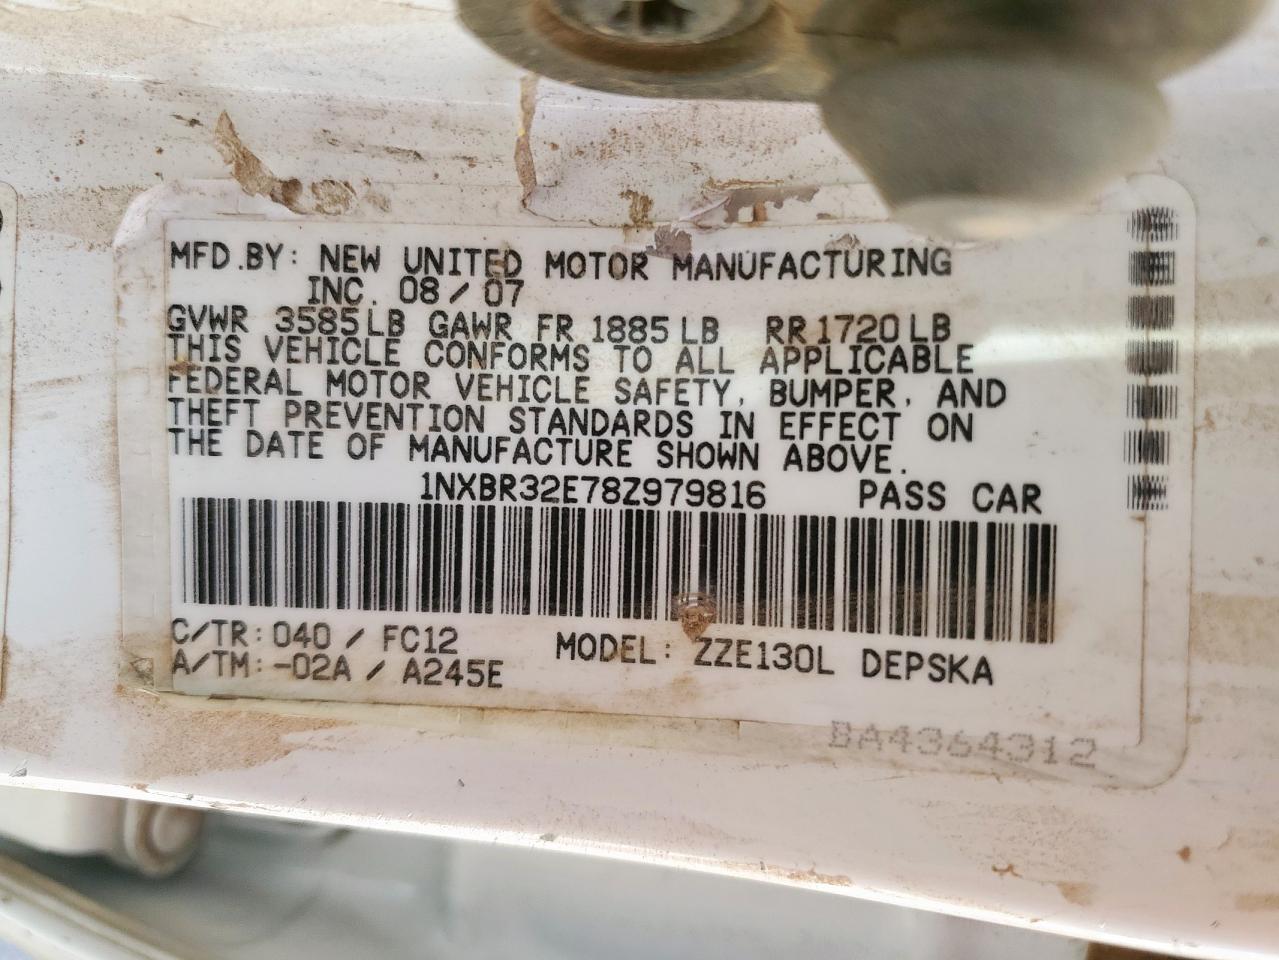 MFD.BY: NEW UNITED MOTOR MANUFACTURING
INC. 08/07
GVWR 3585LB GAWR FR 1885LB RR1720LB
THIS VEHICLE CONFORMS TO ALL APPLICABLE
FEDERAL MOTOR VEHICLE SAFETY, BUMPER, AND
THEFT PREVENTION STANDARDS IN EFFECT ON
THE DATE OF MANUFACTURE SHOWN ABOVE.
1NXBR32E78Z979816 PASS CAR
C/TR: 040 / FC12 MODEL: ZZE130L DEPSKA
A/TM: -02A / A245E
BA4364312